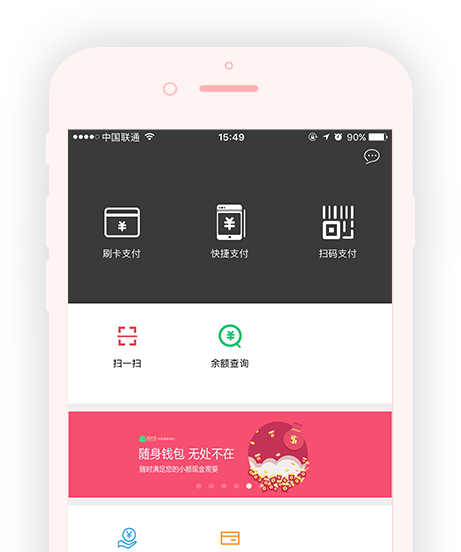 中国联通 15:49 90%
刷卡支付 快捷支付 扫码支付
扫一扫 余额查询
随身钱包 无处不在
随时满足您的小额现金需要